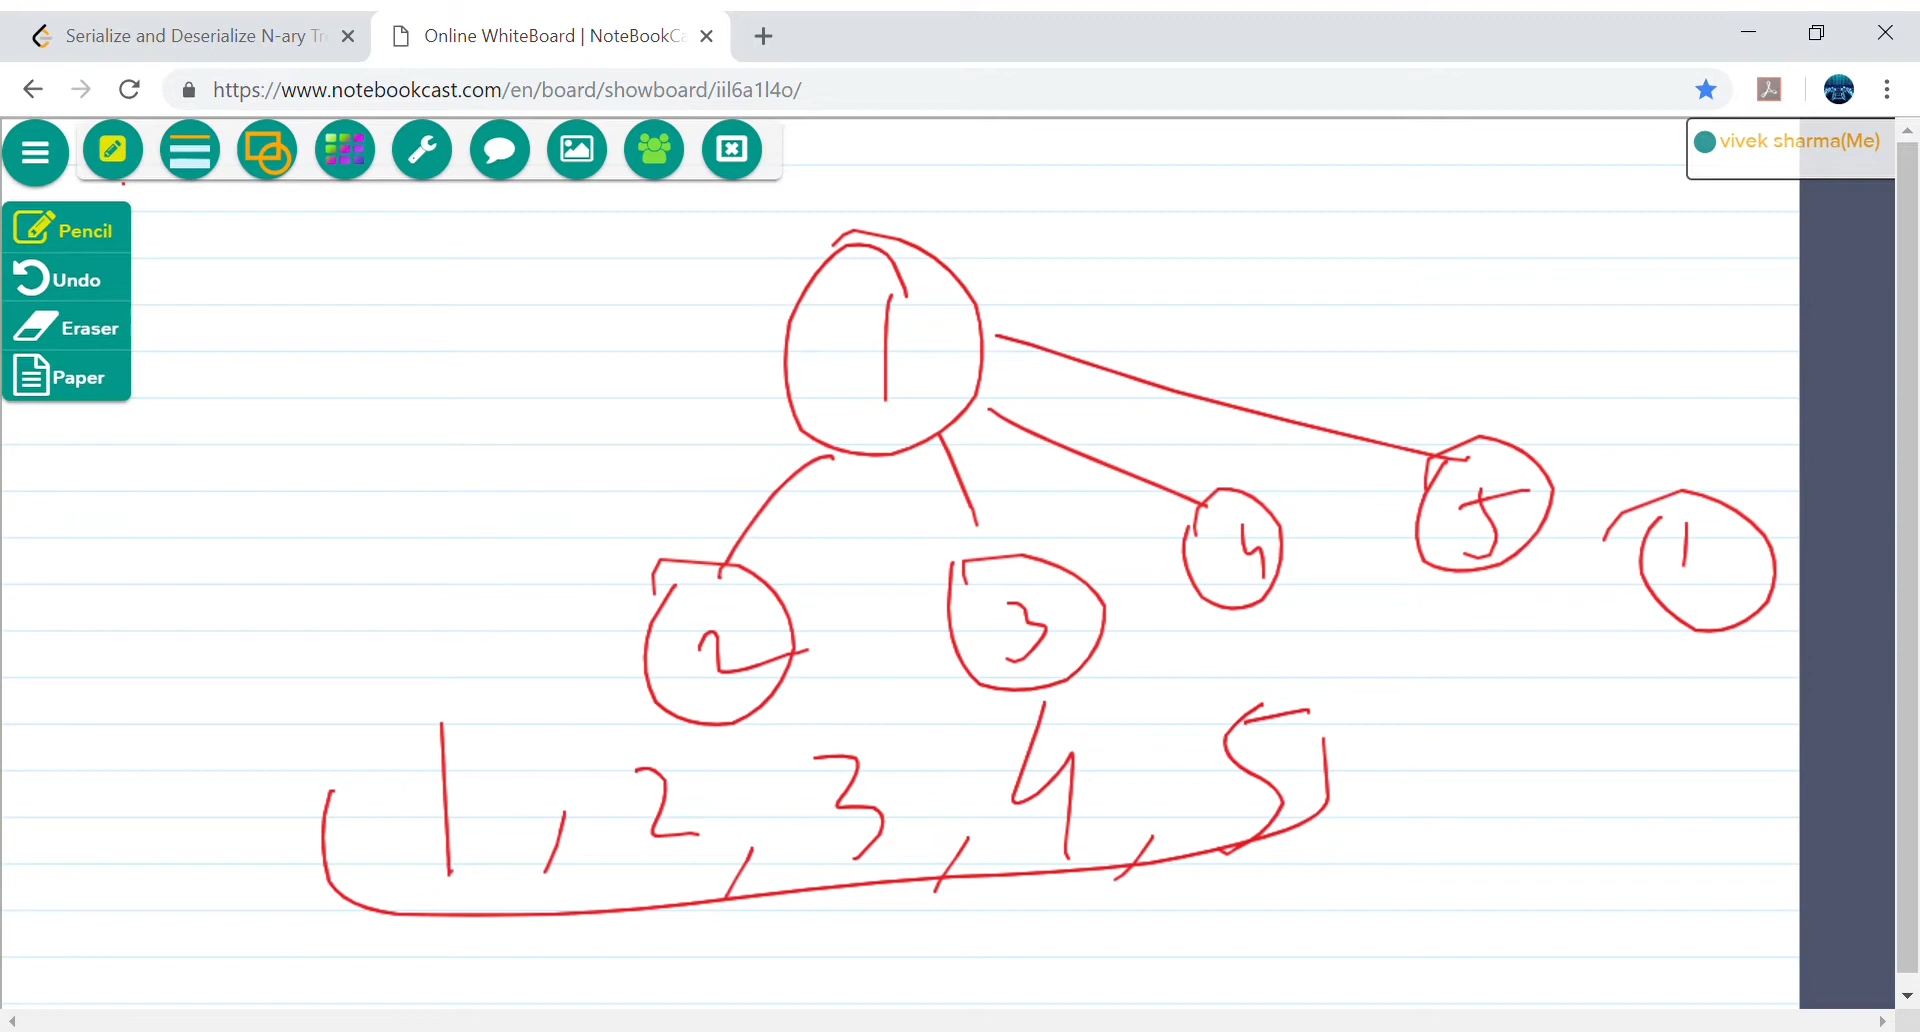 Serialize and Deserialize N-ary Tr
Online WhiteBoard | NoteBookCa
https://www.notebookcast.com/en/board/showboard/iil6a1l4o/
vivek sharma(Me)
Pencil
Undo
Eraser
Paper
1
5
1
4
2
3
1, 2, 3, 4, 5